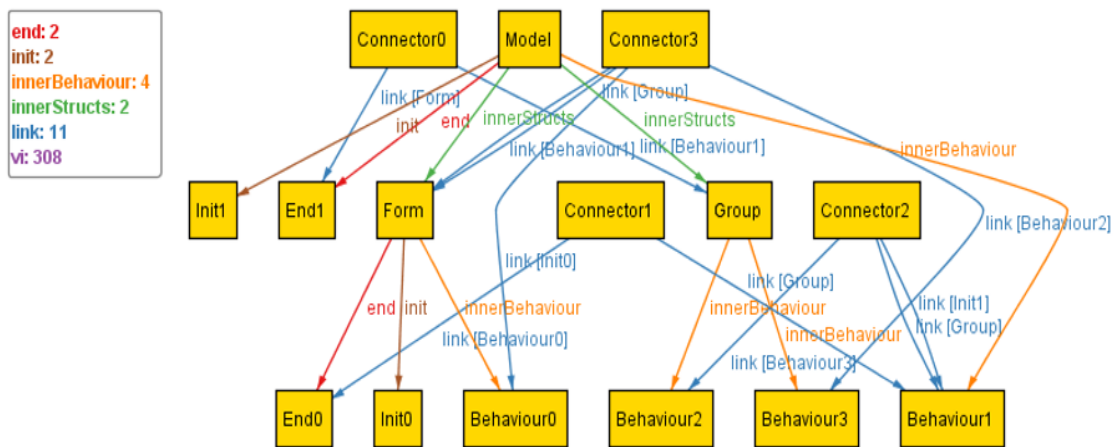 end: 2
init: 2
innerBehaviour: 4
innerStructs: 2
link: 11
vi: 308
Connector0
Model
Connector3
link [Form]
link [Group]
init
end
innerStructs
innerStructs
link [Behaviour1]
link [Behaviour1]
innerBehaviour
Init1
End1
Form
Connector1
Group
Connector2
link [Behaviour2]
link [Init0]
link [Group]
end
init
innerBehaviour
innerBehaviour
link [Init1]
link [Group]
link [Behaviour0]
innerBehaviour
link [Behaviour3]
End0
Init0
Behaviour0
Behaviour2
Behaviour3
Behaviour1